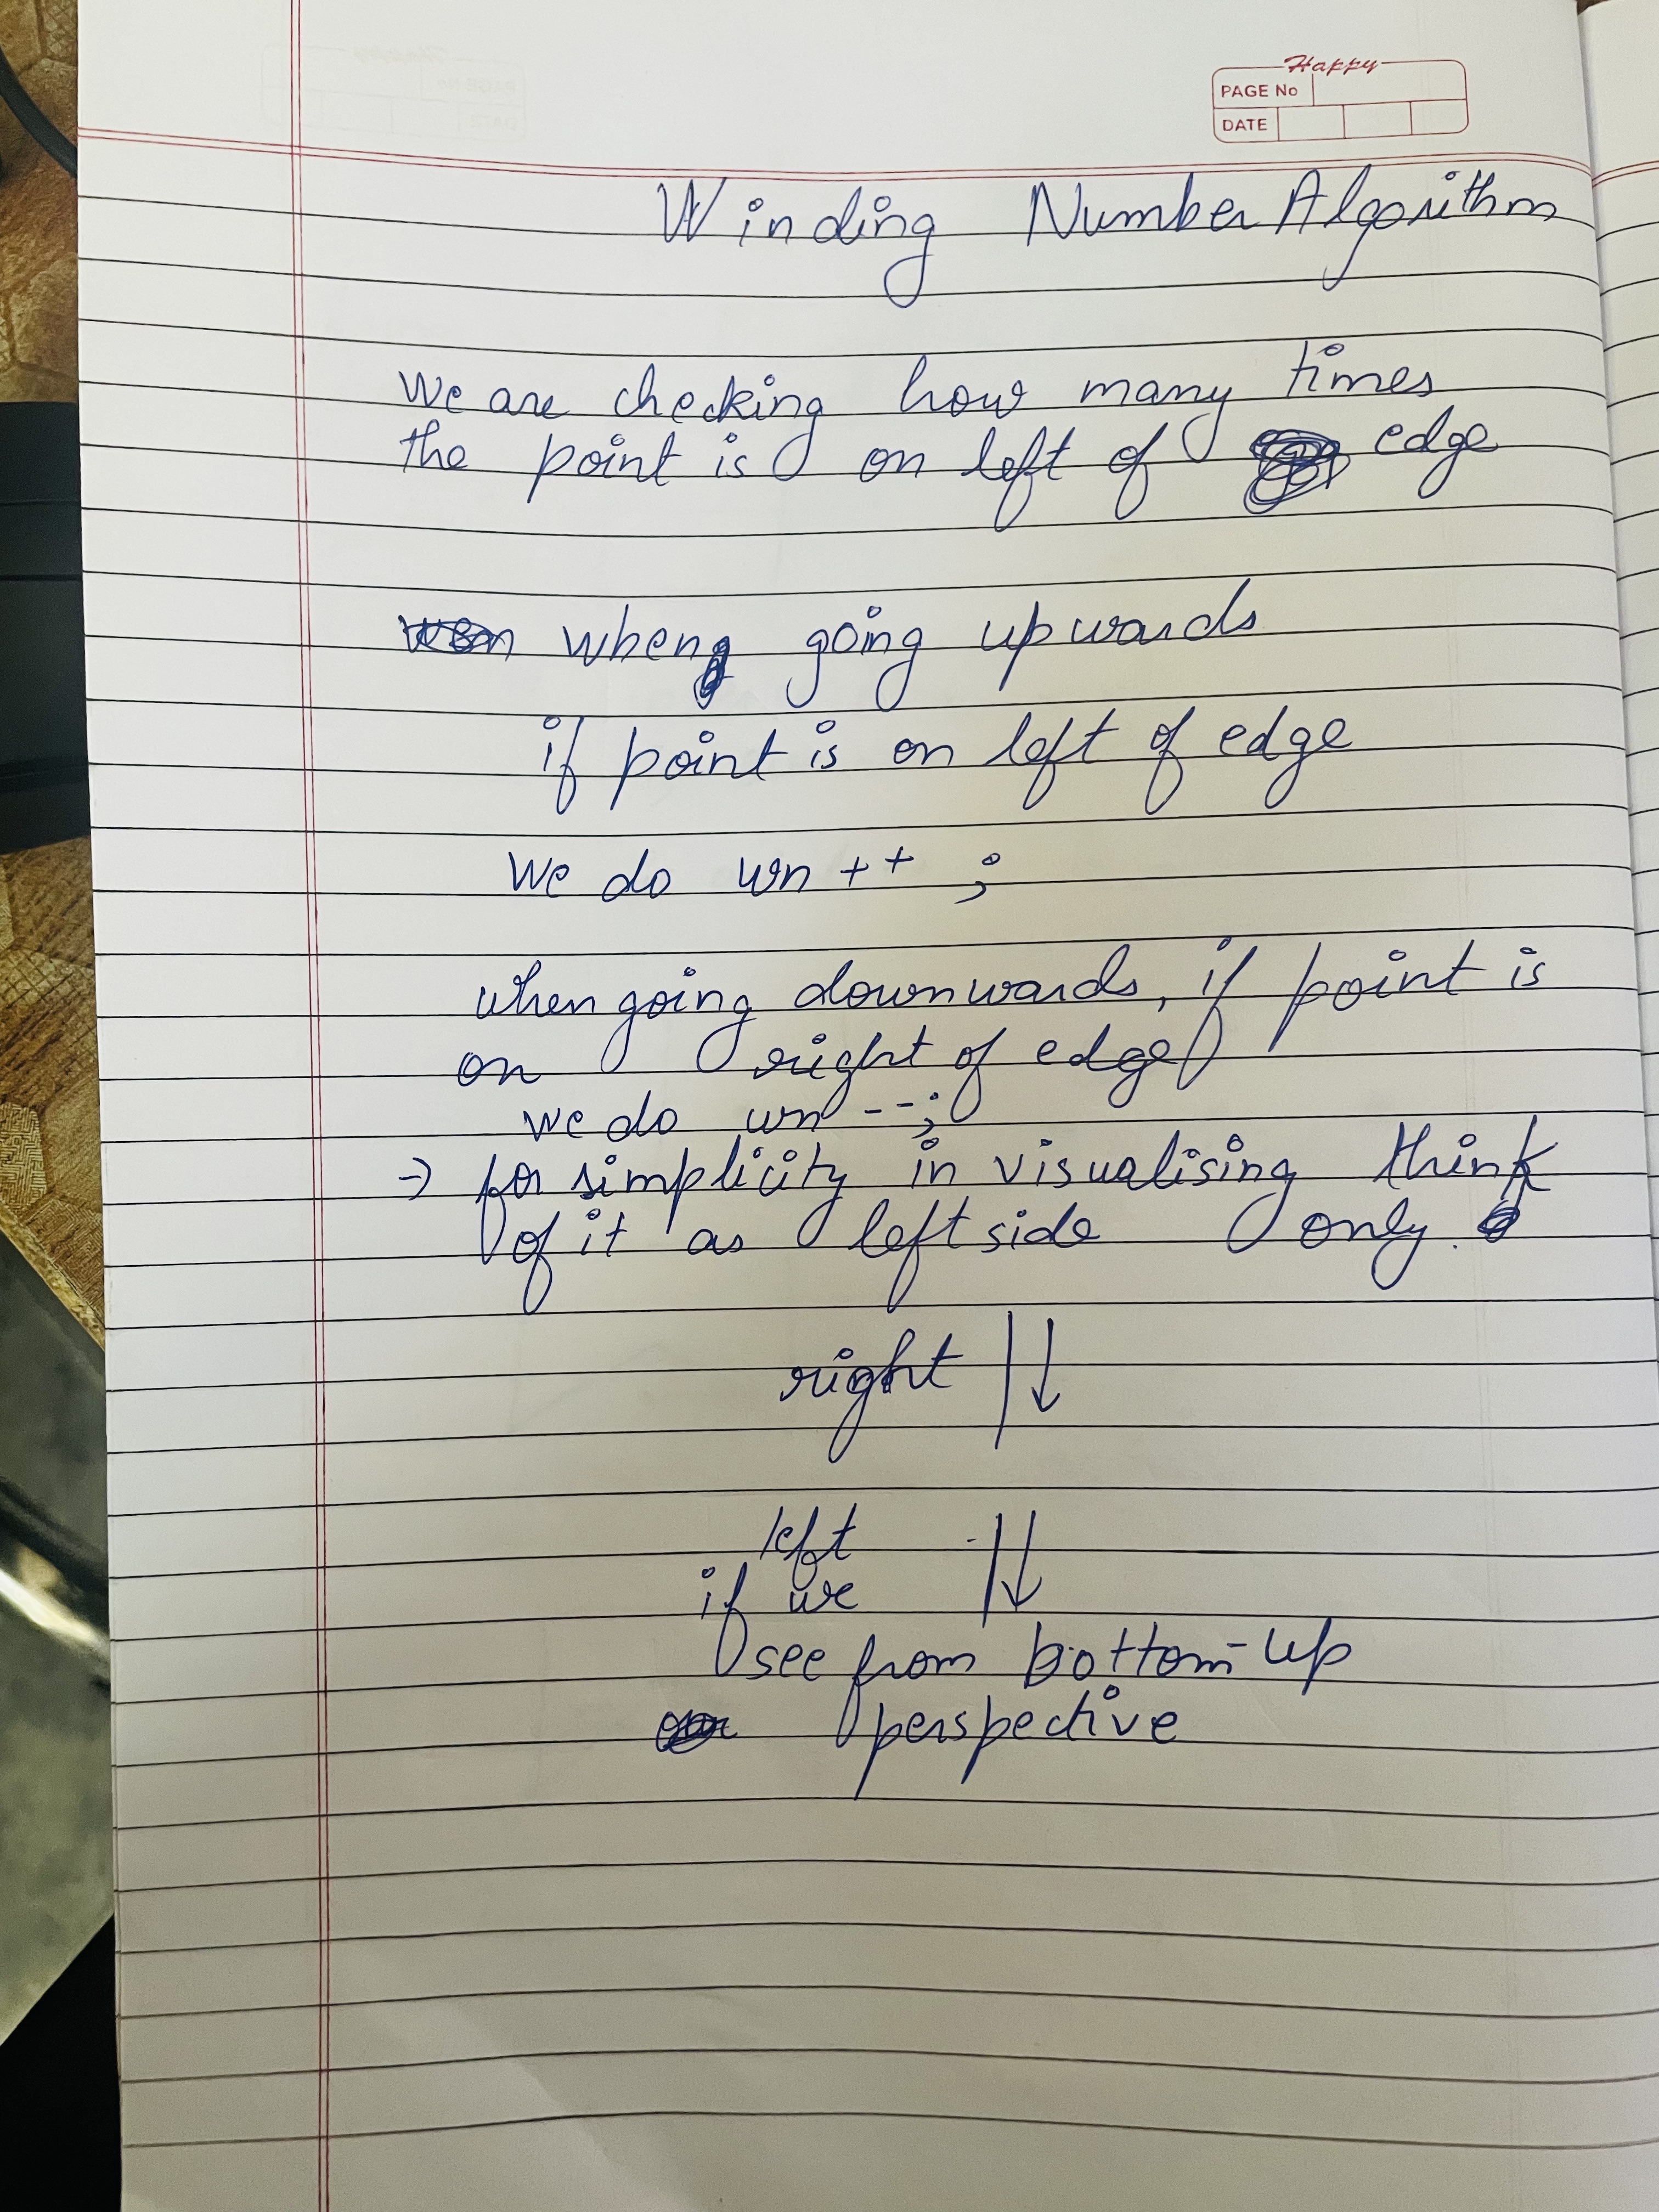 Happy
PAGE No
DATE
Winding Number Algorithm
We are checking how many times
the point is on left of edge
when going upwards
if point is on left of edge
We do wn++ ;
when going downwards, if point is
on right of edge
we do wn --;
→ for simplicity in visualising think
of it as left side only.
right
left
if we
see from bottom-up
perspective